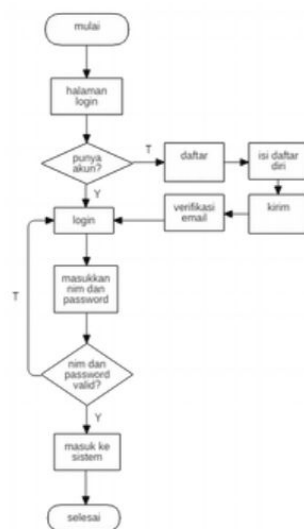 mulai
halaman
login
punya
akun?
T
daftar
isi daftar
diri
Y
login
verifikasi
email
kirim
masukkan
nim dan
password
T
nim dan
password
valid?
Y
masuk ke
sistem
selesai